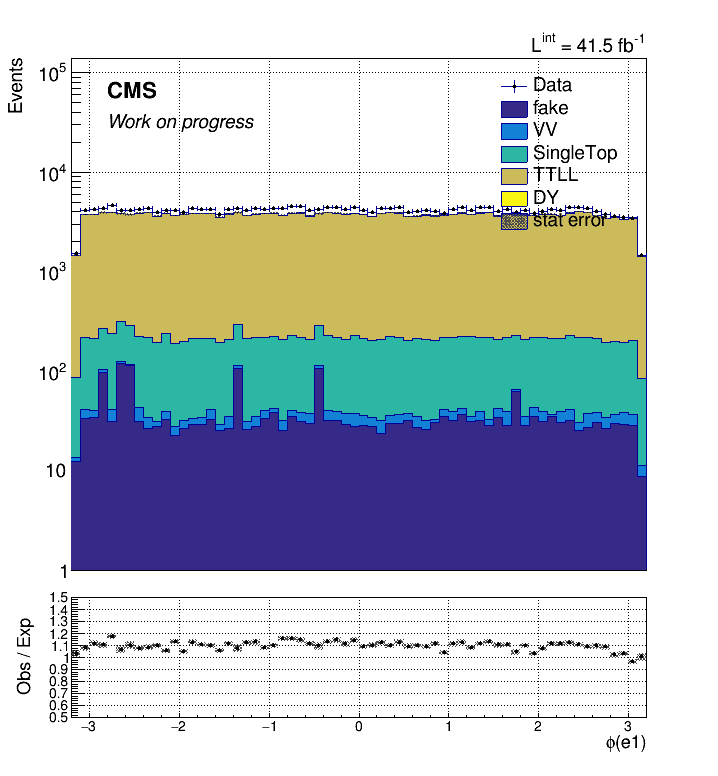 L^int = 41.5 fb^-1
Events
10^5
10^4
10^3
10^2
10
1
CMS
Work on progress
Data
fake
VV
SingleTop
TTLL
DY
stat error
Obs / Exp
1.5
1.4
1.3
1.2
1.1
1
0.9
0.8
0.7
0.6
0.5
−3
−2
−1
0
1
2
3
ϕ(e1)